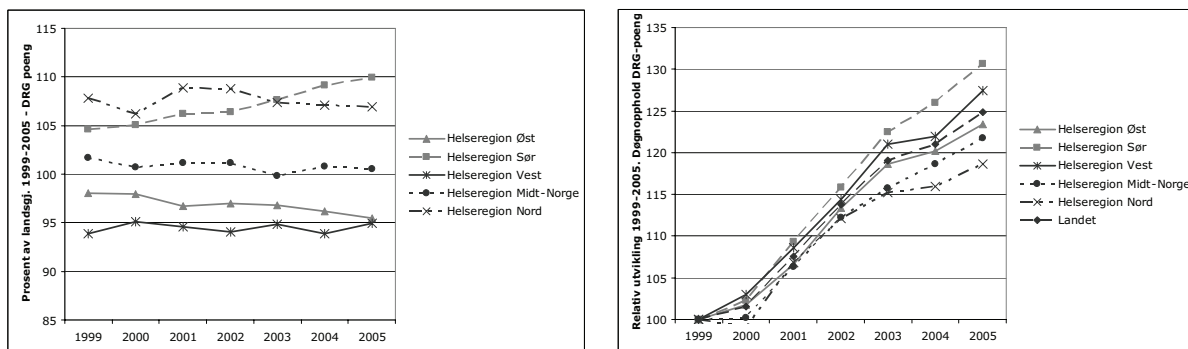 Prosent av landsgj. 1999-2005 - DRG poeng
115
110
105
100
95
90
85
1999 2000 2001 2002 2003 2004 2005
Helseregion Øst
Helseregion Sør
Helseregion Vest
Helseregion Midt-Norge
Helseregion Nord
Relativ utvikling 1999-2005. Døgnopphold DRG-poeng
135
130
125
120
115
110
105
100
1999 2000 2001 2002 2003 2004 2005
Helseregion Øst
Helseregion Sør
Helseregion Vest
Helseregion Midt-Norge
Helseregion Nord
Landet